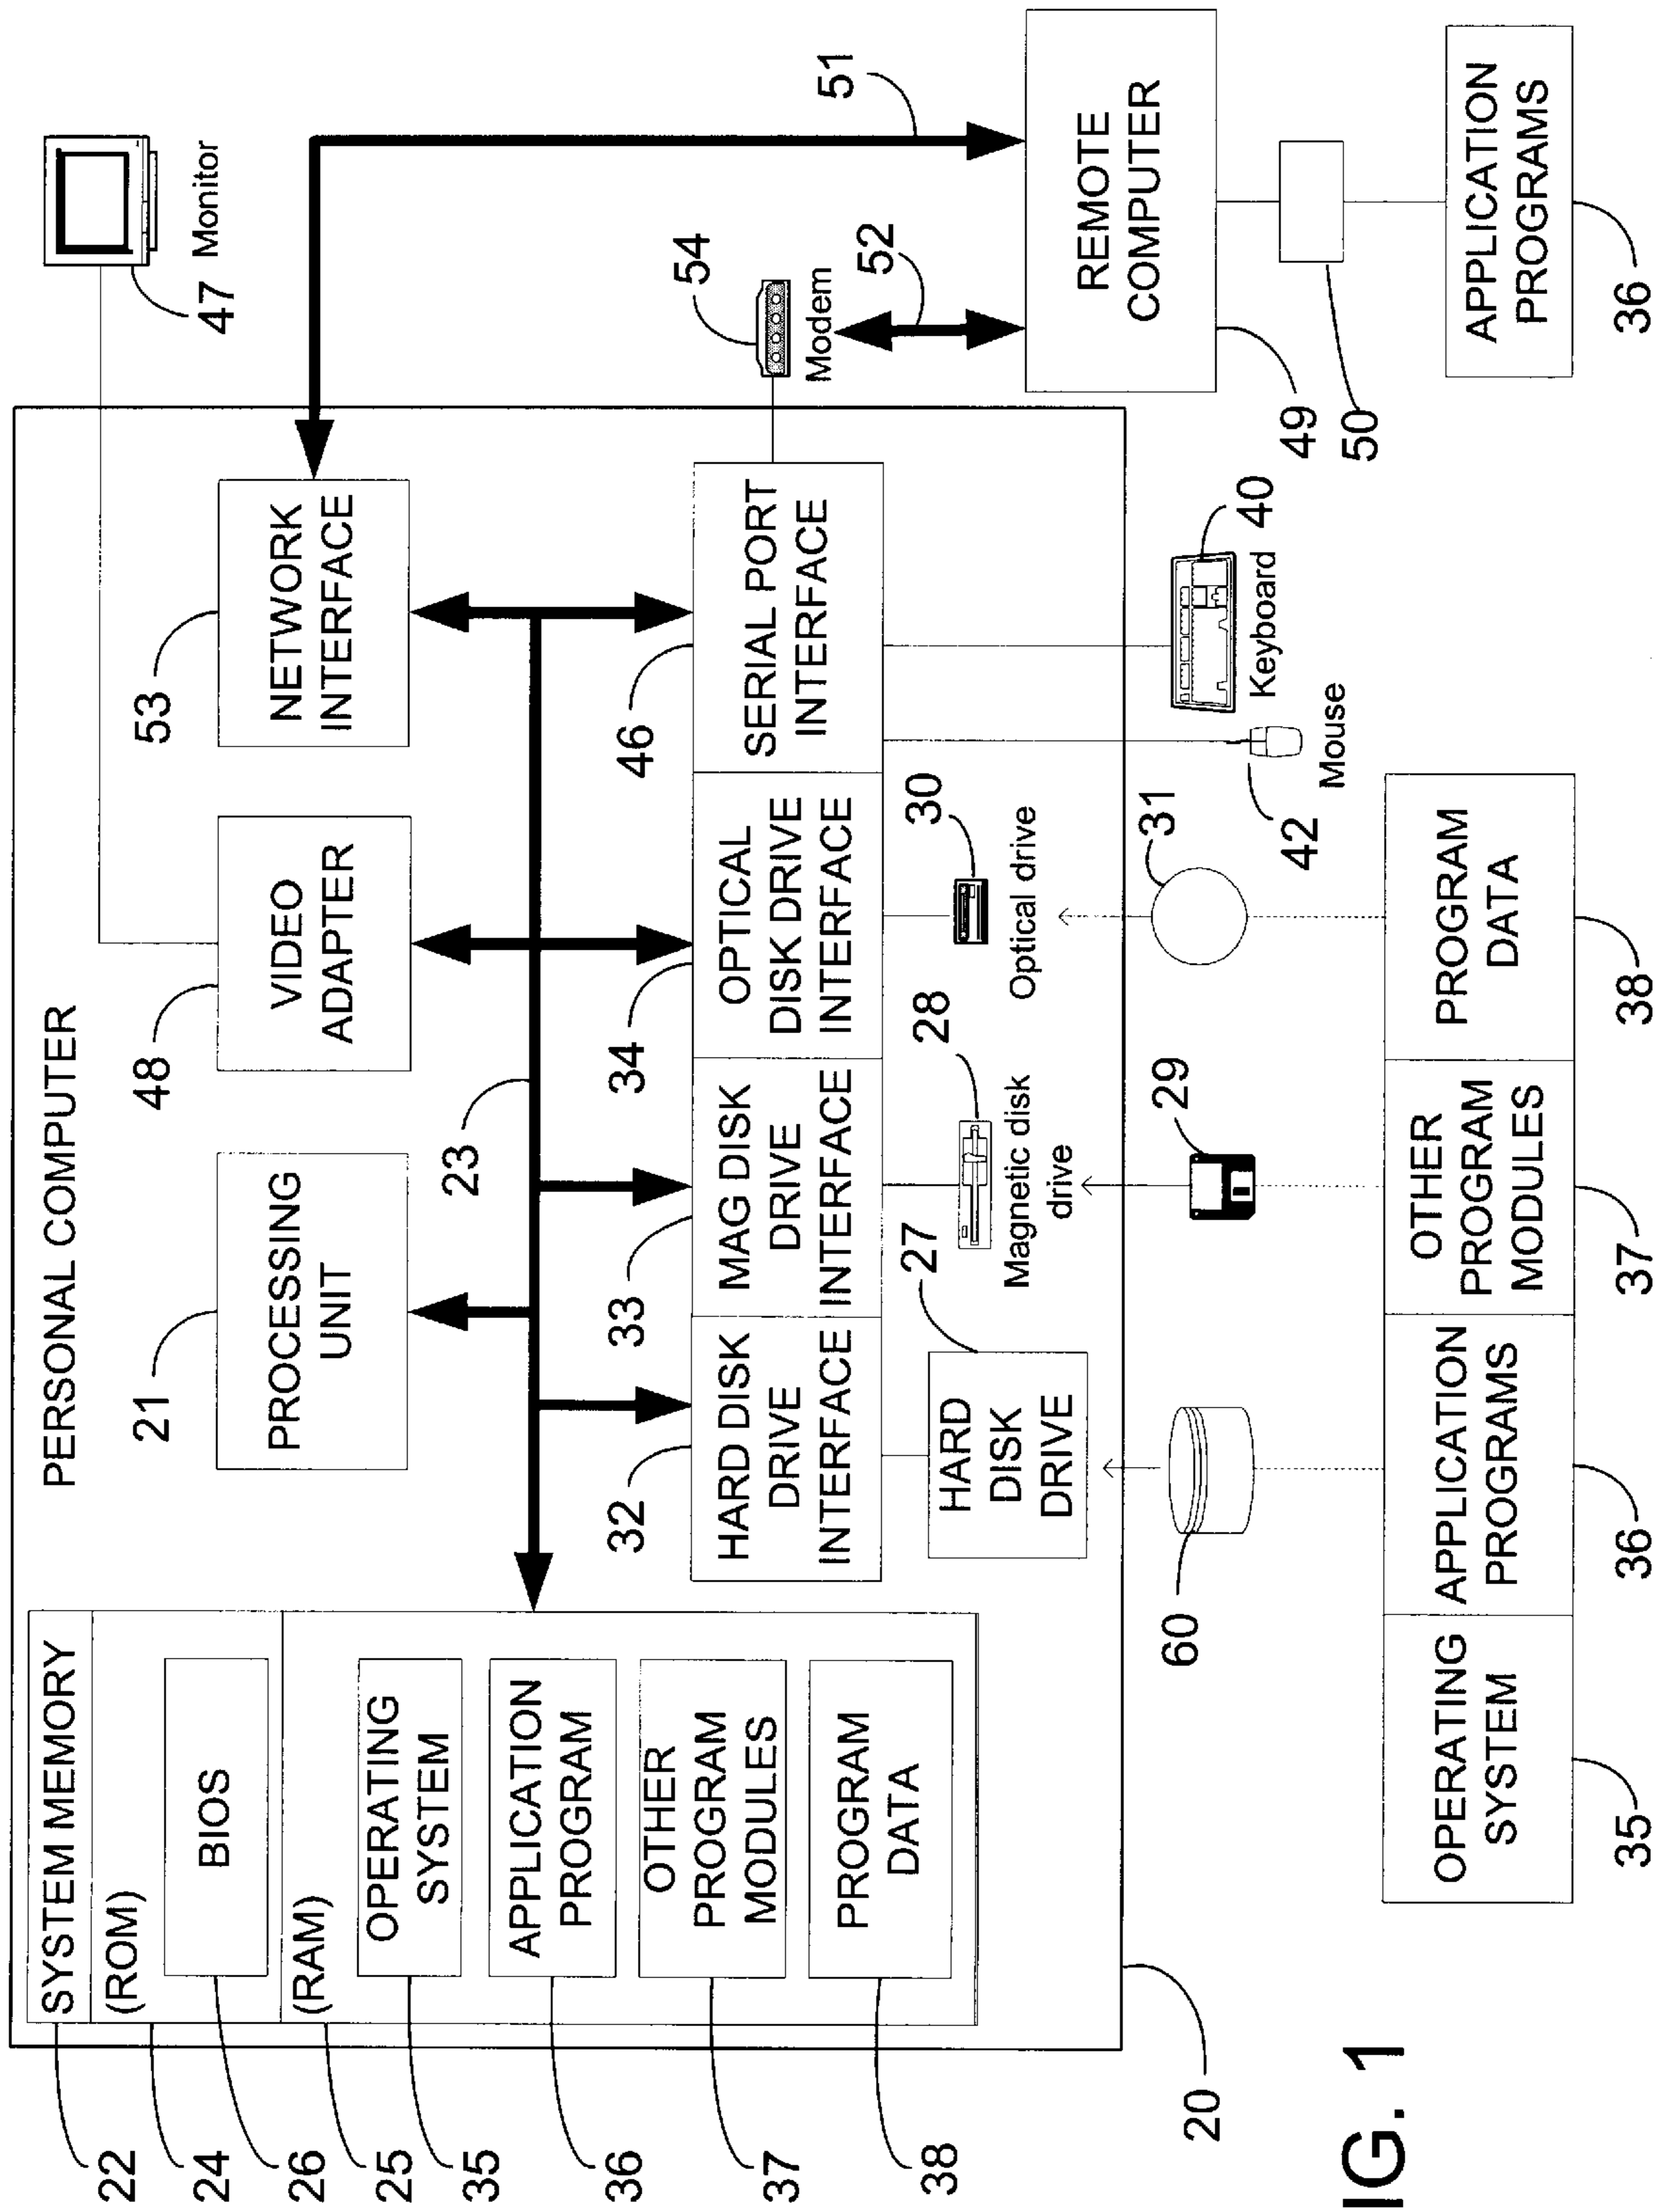 PERSONAL COMPUTER
SYSTEM MEMORY
(ROM)
BIOS
(RAM)
OPERATING
SYSTEM
APPLICATION
PROGRAM
OTHER
PROGRAM
MODULES
PROGRAM
DATA
22
24
26
25
35
36
37
38
20
21
PROCESSING
UNIT
48
VIDEO
ADAPTER
53
NETWORK
INTERFACE
47
Monitor
23
32
HARD DISK
DRIVE
INTERFACE
33
MAG DISK
DRIVE
INTERFACE
34
OPTICAL
DISK DRIVE
INTERFACE
46
SERIAL PORT
INTERFACE
54
Modem
52
51
HARD
DISK
DRIVE
27
28
Magnetic disk
drive
30
Optical drive
60
29
31
42
Mouse
40
Keyboard
REMOTE
COMPUTER
49
50
OPERATING
SYSTEM
35
APPLICATION
PROGRAMS
36
OTHER
PROGRAM
MODULES
37
PROGRAM
DATA
38
APPLICATION
PROGRAMS
36
IG. 1